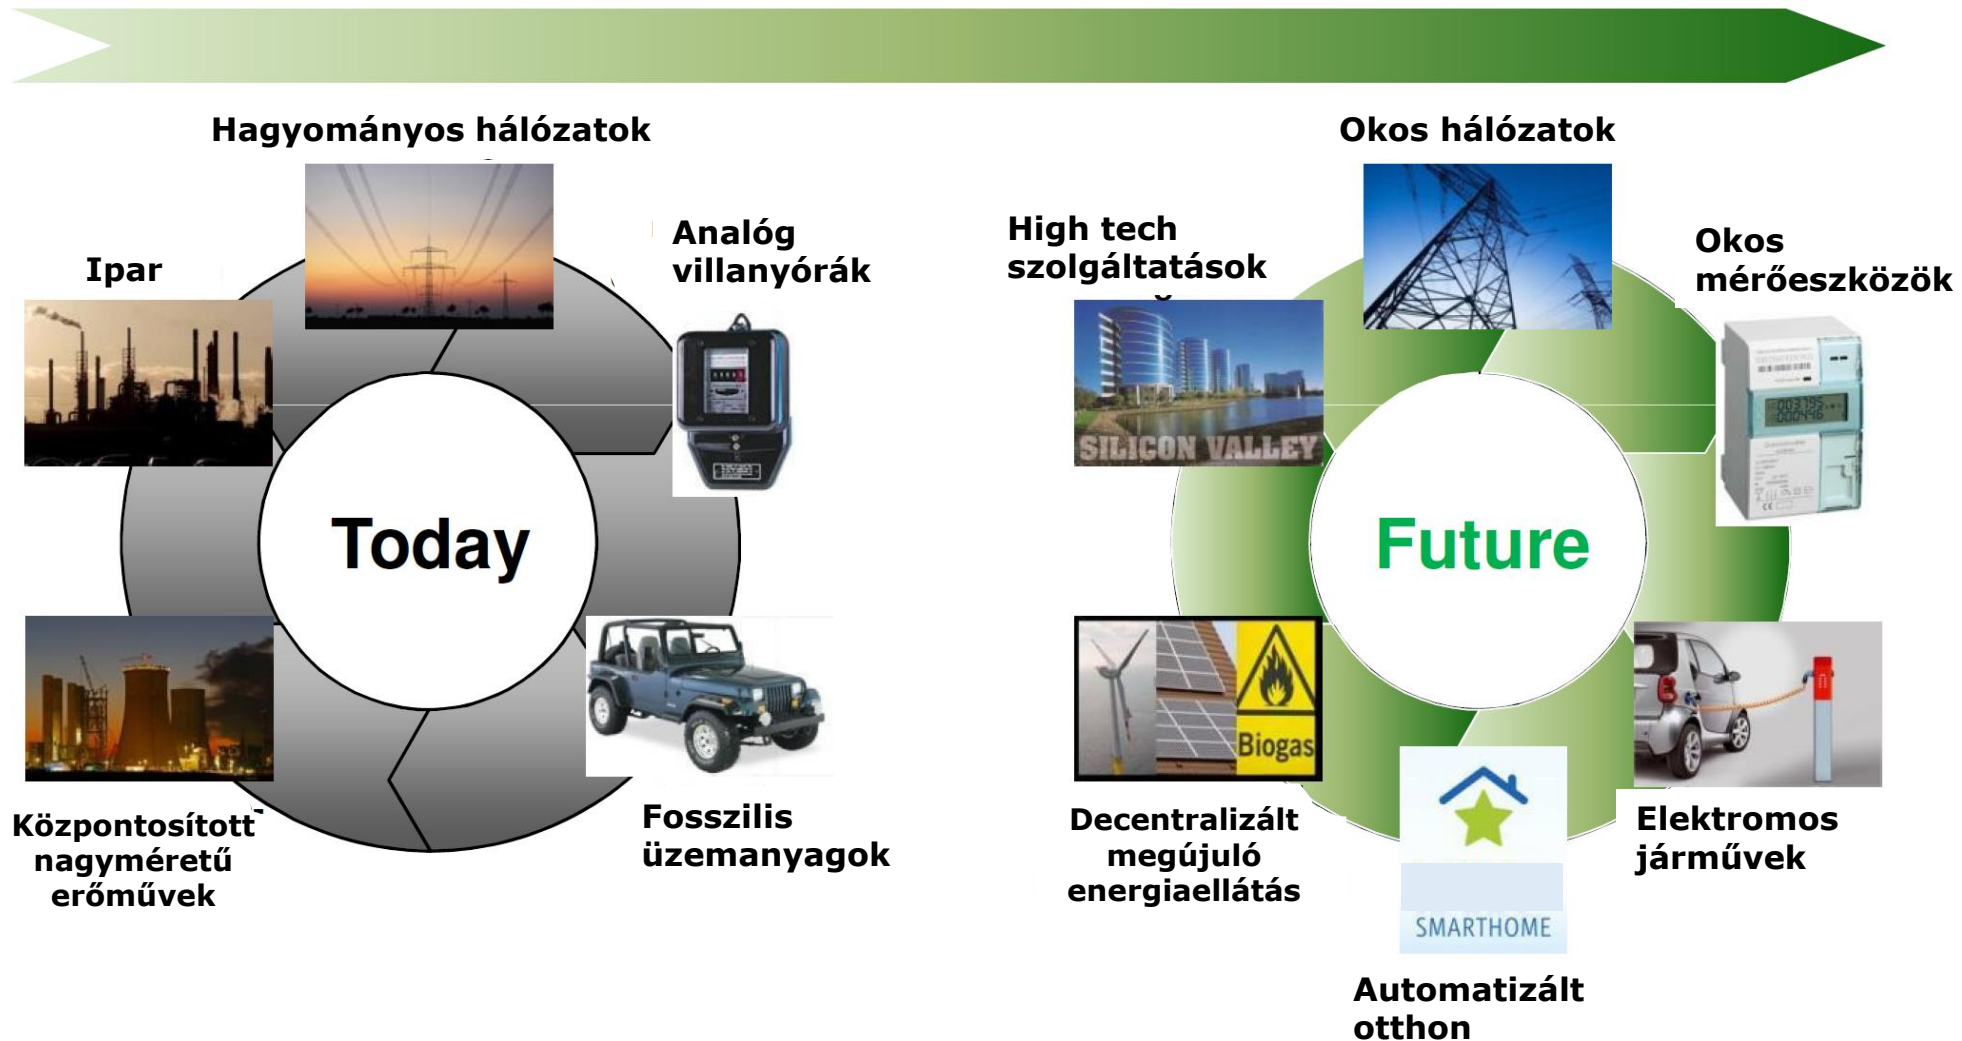 Hagyományos hálózatok
Ipar
Analóg
villanyórák
Today
Központosított
nagyméretű
erőművek
Fosszilis
üzemanyagok
Okos hálózatok
High tech
szolgáltatások
SILICON VALLEY
Okos
mérőeszközök
Future
Biogas
Decentralizált
megújuló
energiaellátás
SMARTHOME
Automatizált
otthon
Elektromos
járművek